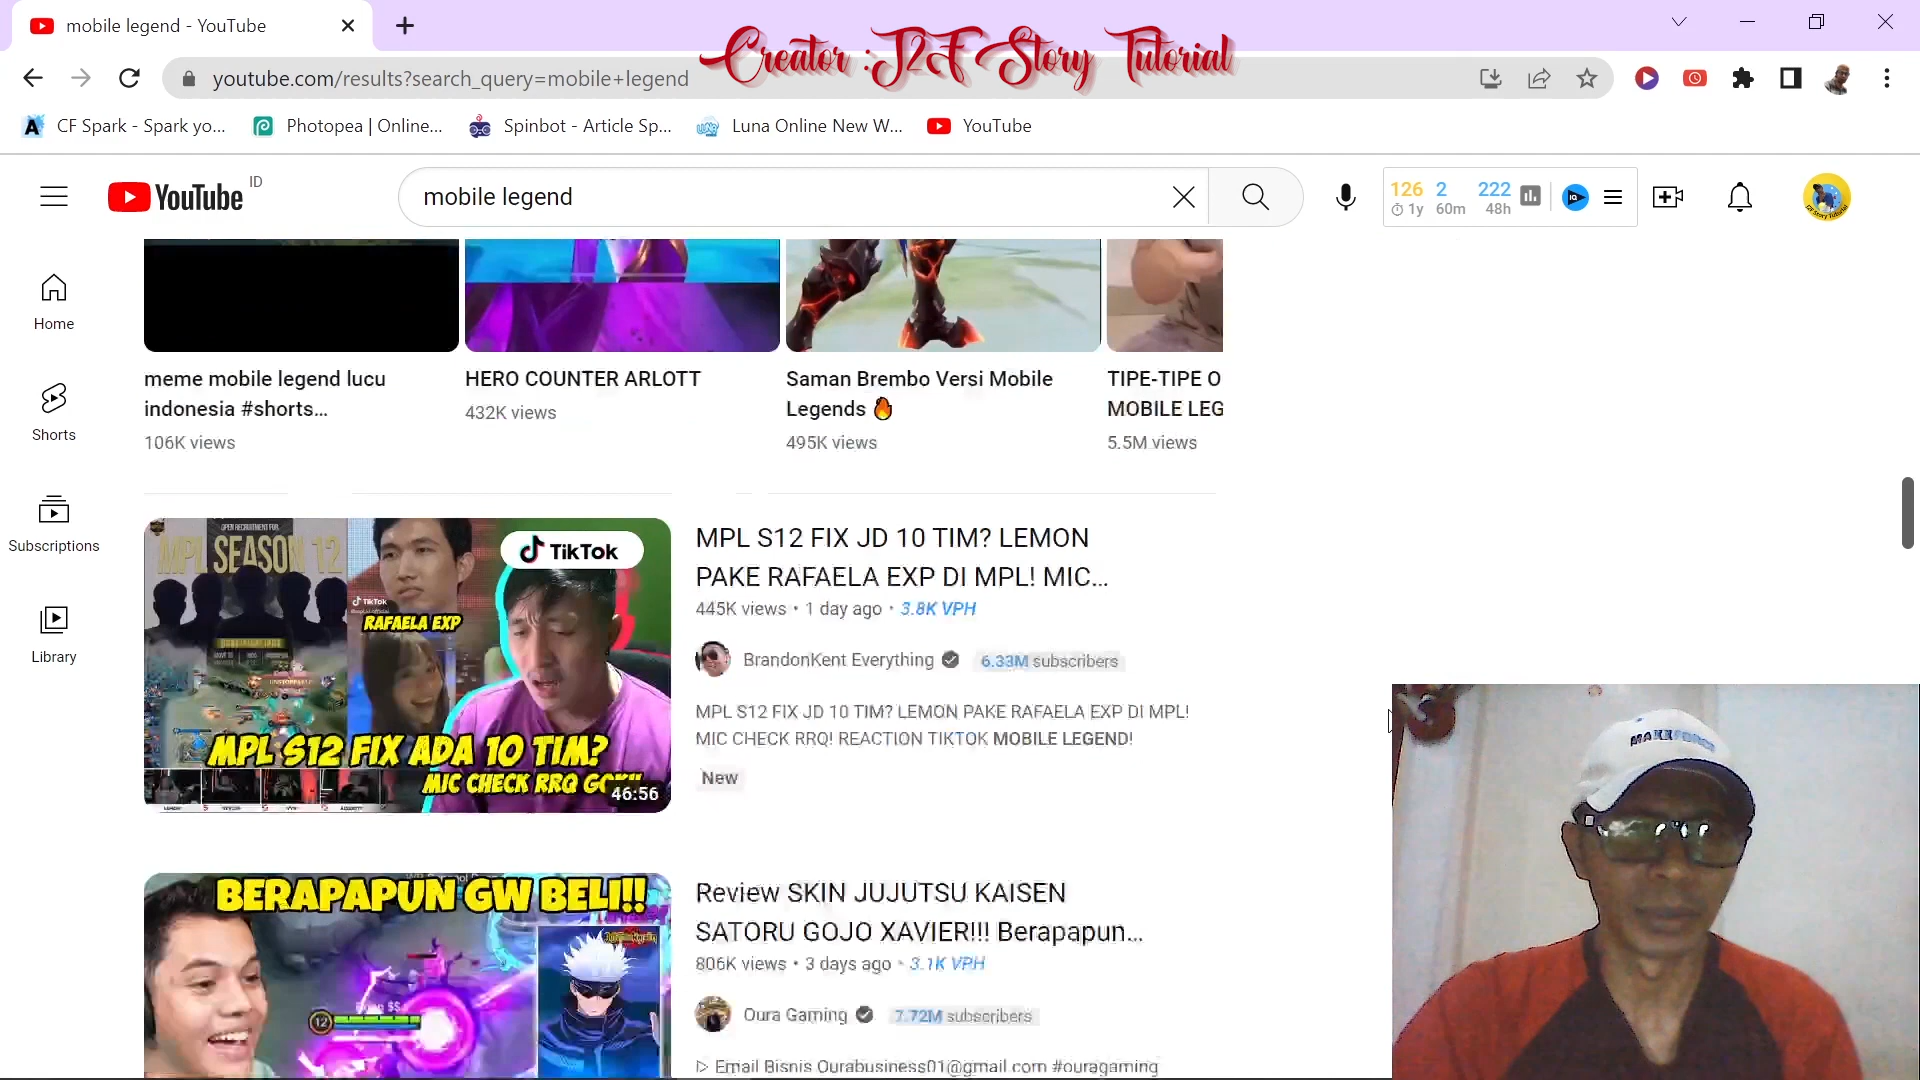 mobile legend - YouTube
Creator : J2F Story Tutorial
youtube.com/results?search_query=mobile+legend
CF Spark - Spark yo...
Photopea | Online...
Spinbot - Article Sp...
Luna Online New W...
YouTube
YouTube ID
mobile legend
126 2 222
1y 60m 48h
Home
Shorts
Subscriptions
Library
meme mobile legend lucu
indonesia #shorts...
106K views
HERO COUNTER ARLOTT
432K views
Saman Brembo Versi Mobile
Legends 🔥
495K views
TIPE-TIPE O
MOBILE LEG
5.5M views
OPEN RECRUITMENT FOR
MPL SEASON 12
TikTok
TikTok
RAFAELA EXP
MPL S12 FIX ADA 10 TIM?
MIC CHECK RRQ
46:56
MPL S12 FIX JD 10 TIM? LEMON
PAKE RAFAELA EXP DI MPL! MIC...
445K views • 1 day ago • 3.8K VPH
BrandonKent Everything
6.33M subscribers
MPL S12 FIX JD 10 TIM? LEMON PAKE RAFAELA EXP DI MPL!
MIC CHECK RRQ! REACTION TIKTOK MOBILE LEGEND!
New
BERAPAPUN GW BELI!!
12
Review SKIN JUJUTSU KAISEN
SATORU GOJO XAVIER!!! Berapapun...
806K views • 3 days ago • 3.1K VPH
Oura Gaming
7.72M subscribers
▷ Email Bisnis Ourabusiness01@gmail.com #ouragaming